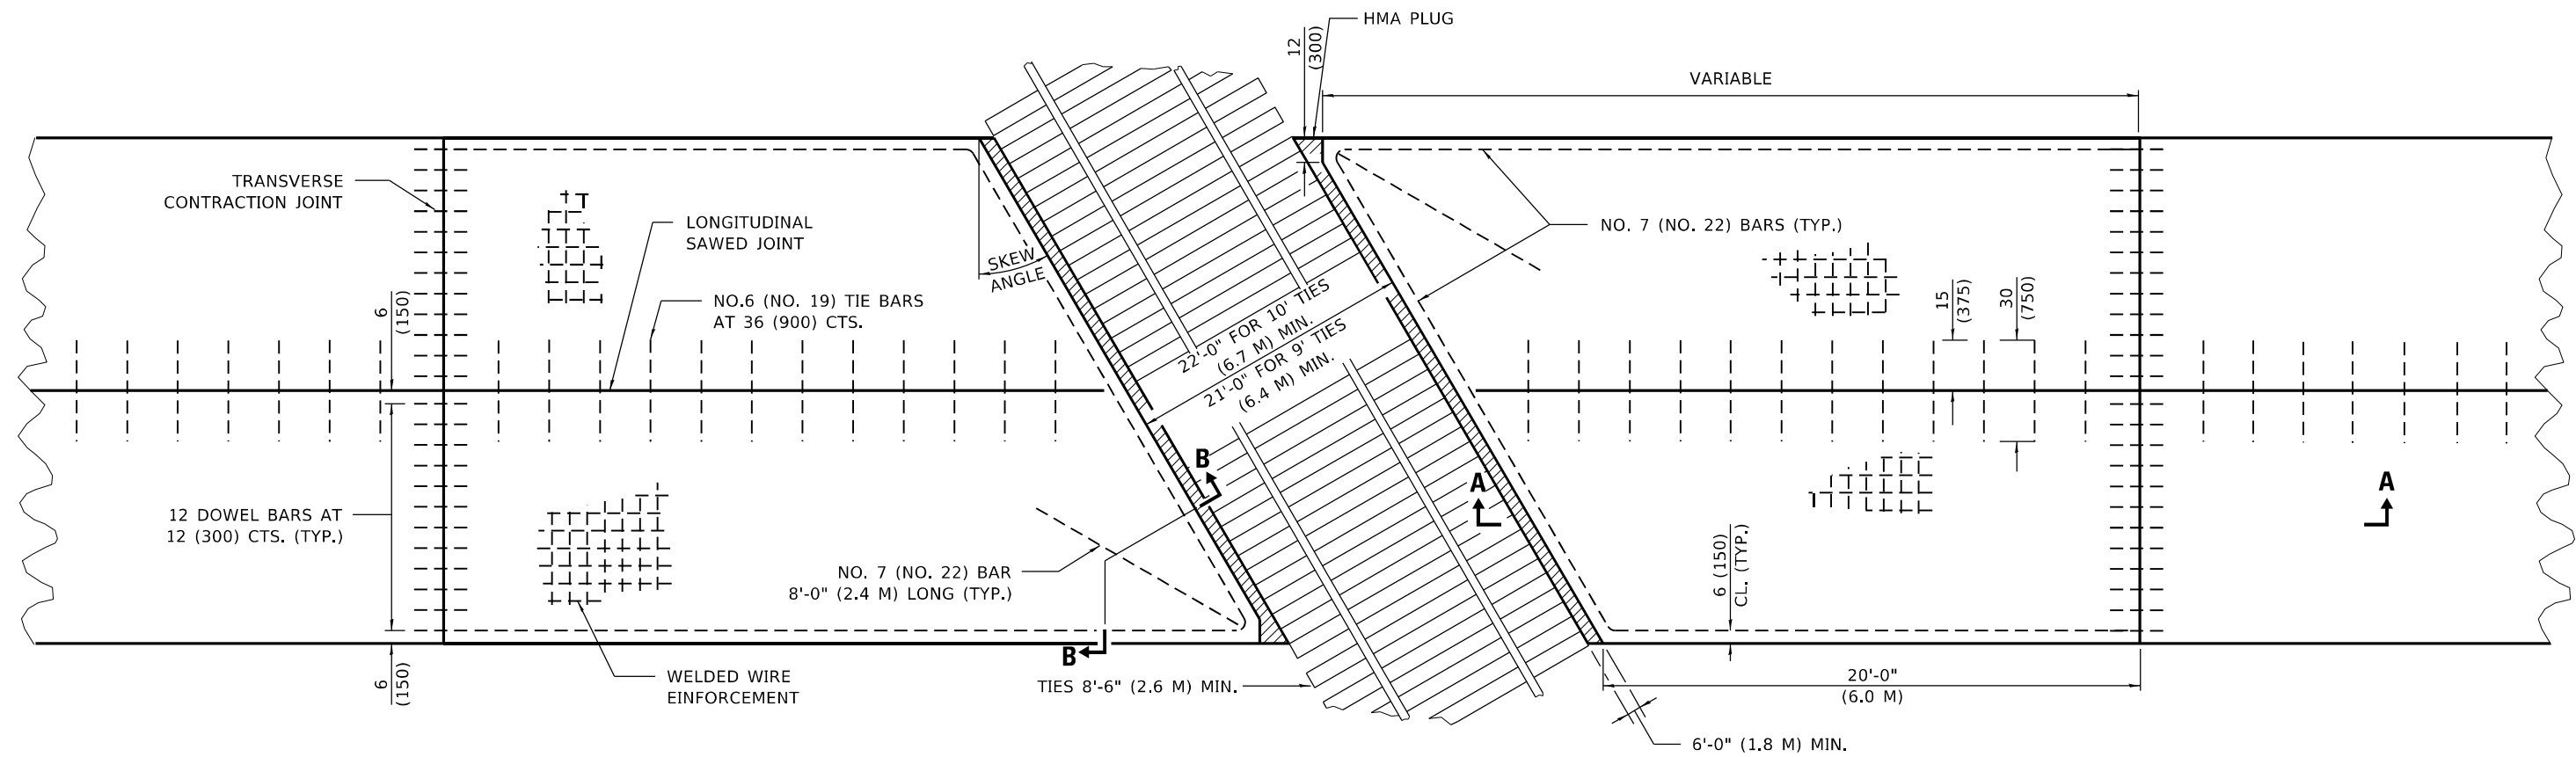 HMA PLUG
12
(300)
VARIABLE
TRANSVERSE
CONTRACTION JOINT
LONGITUDINAL
SAWED JOINT
NO. 7 (NO. 22) BARS (TYP.)
SKEW
ANGLE
6
(150)
NO.6 (NO. 19) TIE BARS
AT 36 (900) CTS.
15
(375)
30
(750)
22'-0" FOR 10' TIES
(6.7 M) MIN.
21'-0" FOR 9' TIES
(6.4 M) MIN.
B
A
A
12 DOWEL BARS AT
12 (300) CTS. (TYP.)
6 (150)
CL. (TYP.)
NO. 7 (NO. 22) BAR
8'-0" (2.4 M) LONG (TYP.)
B
6
(150)
WELDED WIRE
EINFORCEMENT
TIES 8'-6" (2.6 M) MIN.
20'-0"
(6.0 M)
6'-0" (1.8 M) MIN.